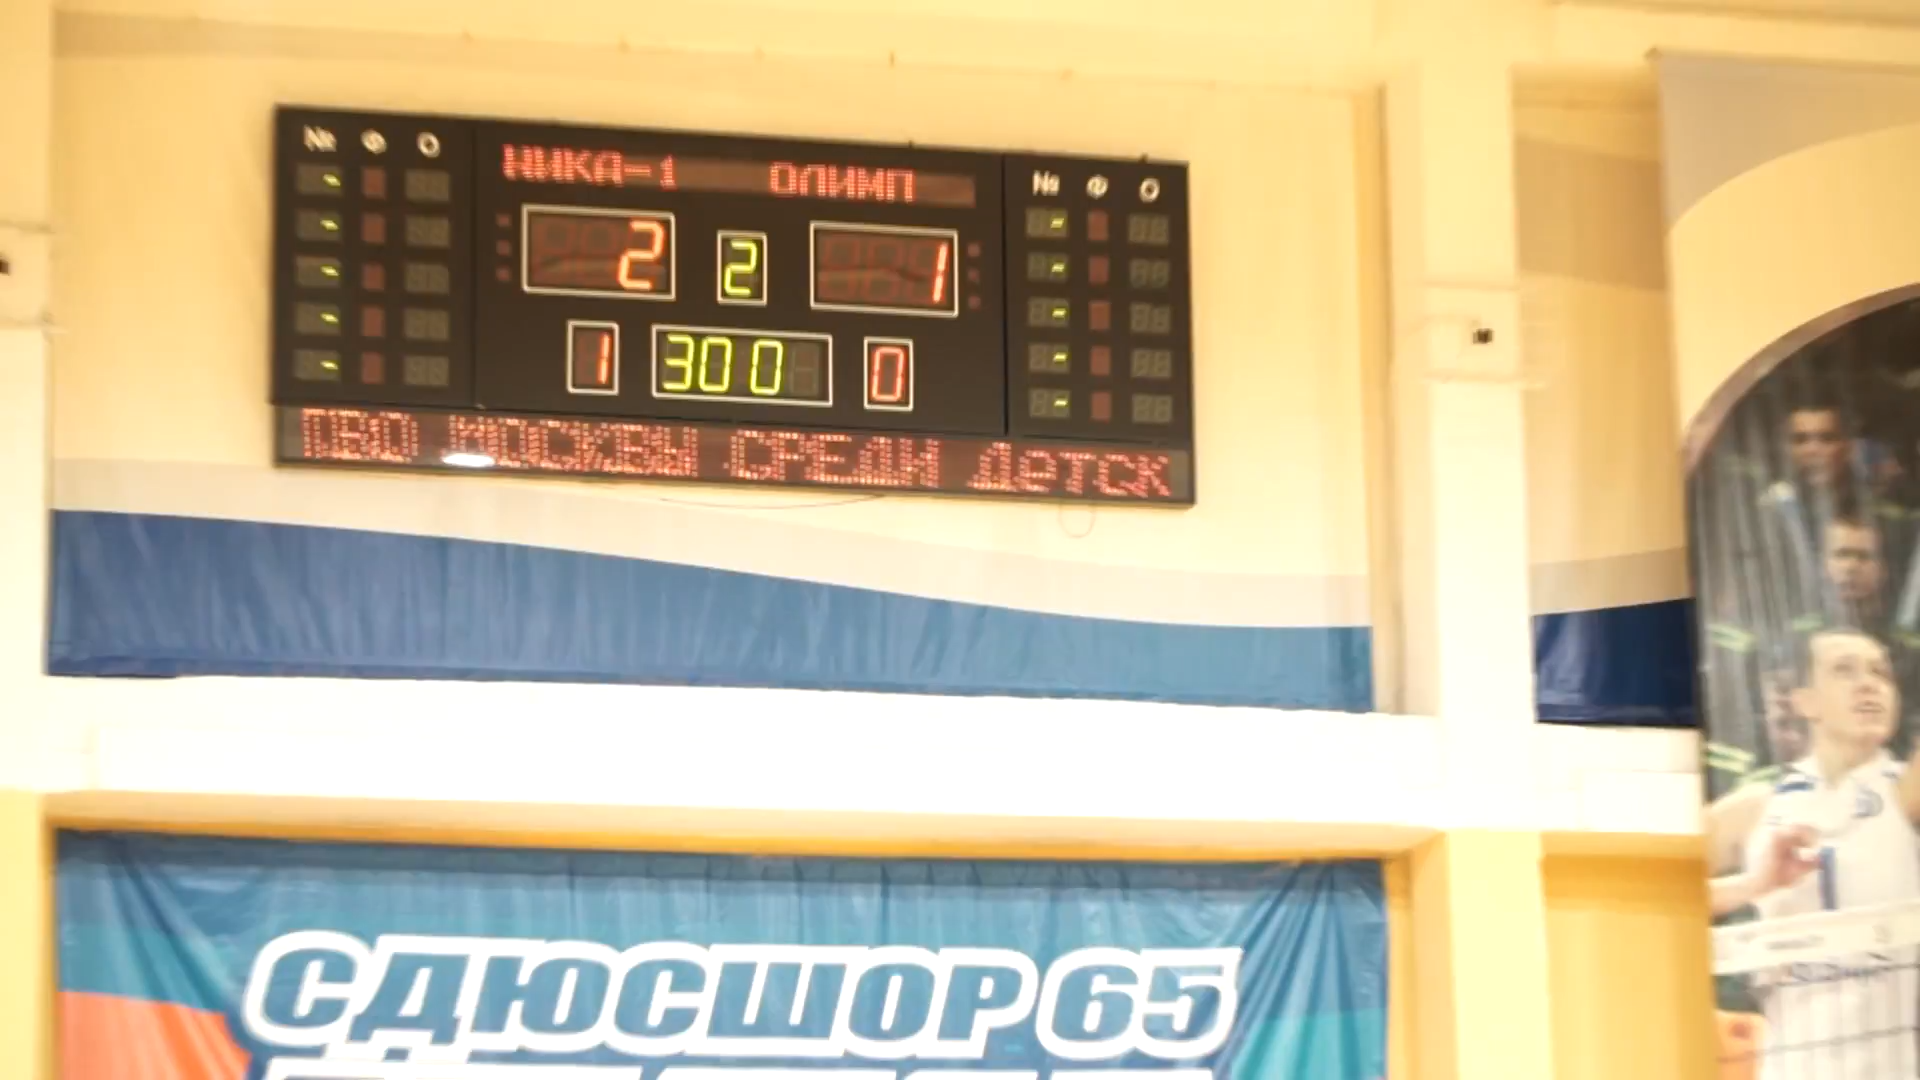 № Ф О
НИКА-1 ОЛИМП
№ Ф О
2 2 1
1 300 0
ПВО МОСКВЫ СРЕДИ ДЕТСК
СДЮСШОР 65